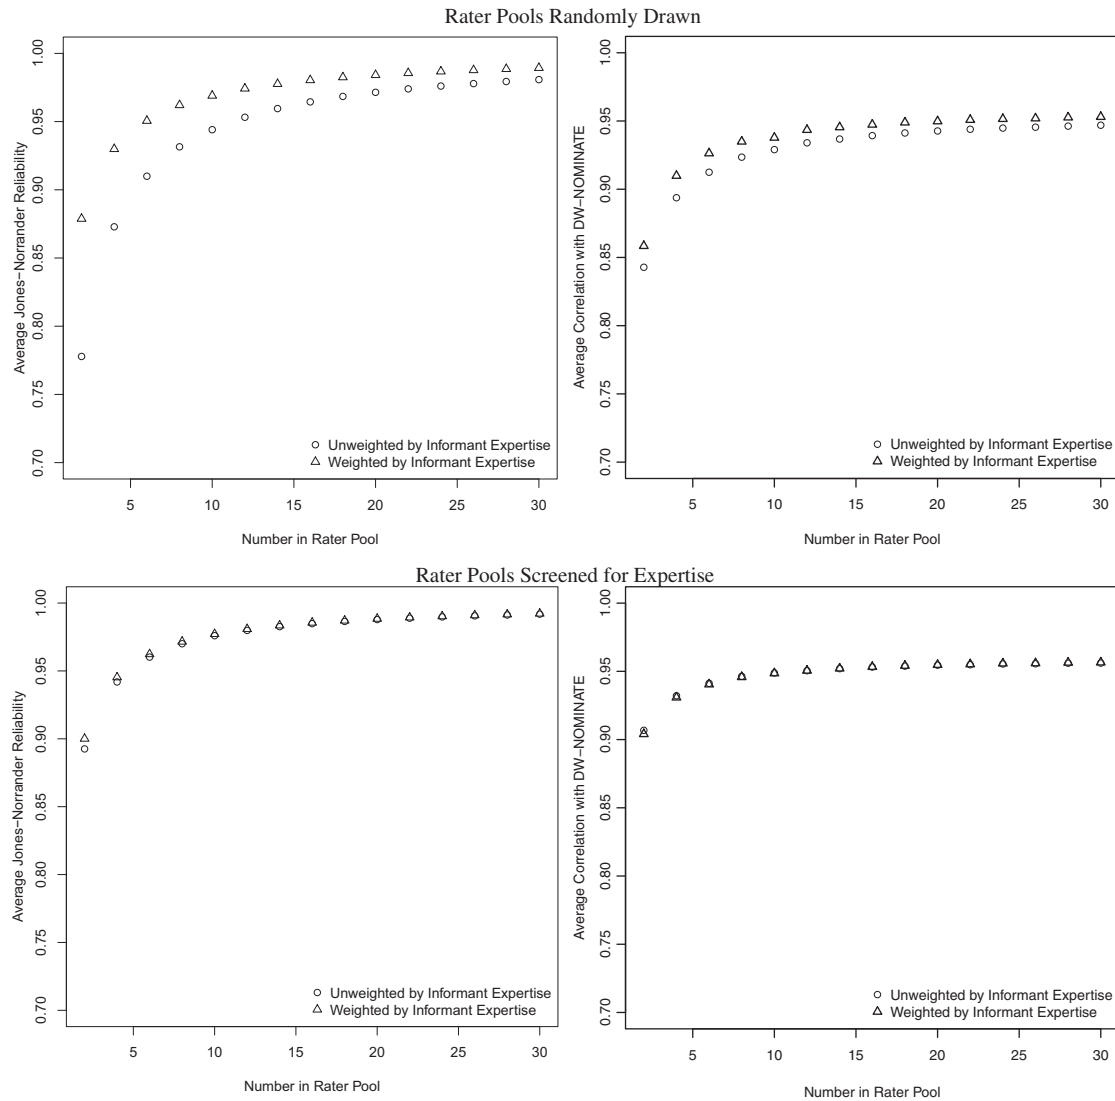 Rater Pools Randomly Drawn
Average Jones−Norrander Reliability
1.00
0.95
0.90
0.85
0.80
0.75
0.70
Unweighted by Informant Expertise
Weighted by Informant Expertise
5 10 15 20 25 30
Number in Rater Pool
Average Correlation with DW−NOMINATE
1.00
0.95
0.90
0.85
0.80
0.75
0.70
Unweighted by Informant Expertise
Weighted by Informant Expertise
5 10 15 20 25 30
Number in Rater Pool
Rater Pools Screened for Expertise
Average Jones−Norrander Reliability
1.00
0.95
0.90
0.85
0.80
0.75
0.70
Unweighted by Informant Expertise
Weighted by Informant Expertise
5 10 15 20 25 30
Number in Rater Pool
Average Correlation with DW−NOMINATE
1.00
0.95
0.90
0.85
0.80
0.75
0.70
Unweighted by Informant Expertise
Weighted by Informant Expertise
5 10 15 20 25 30
Number in Rater Pool